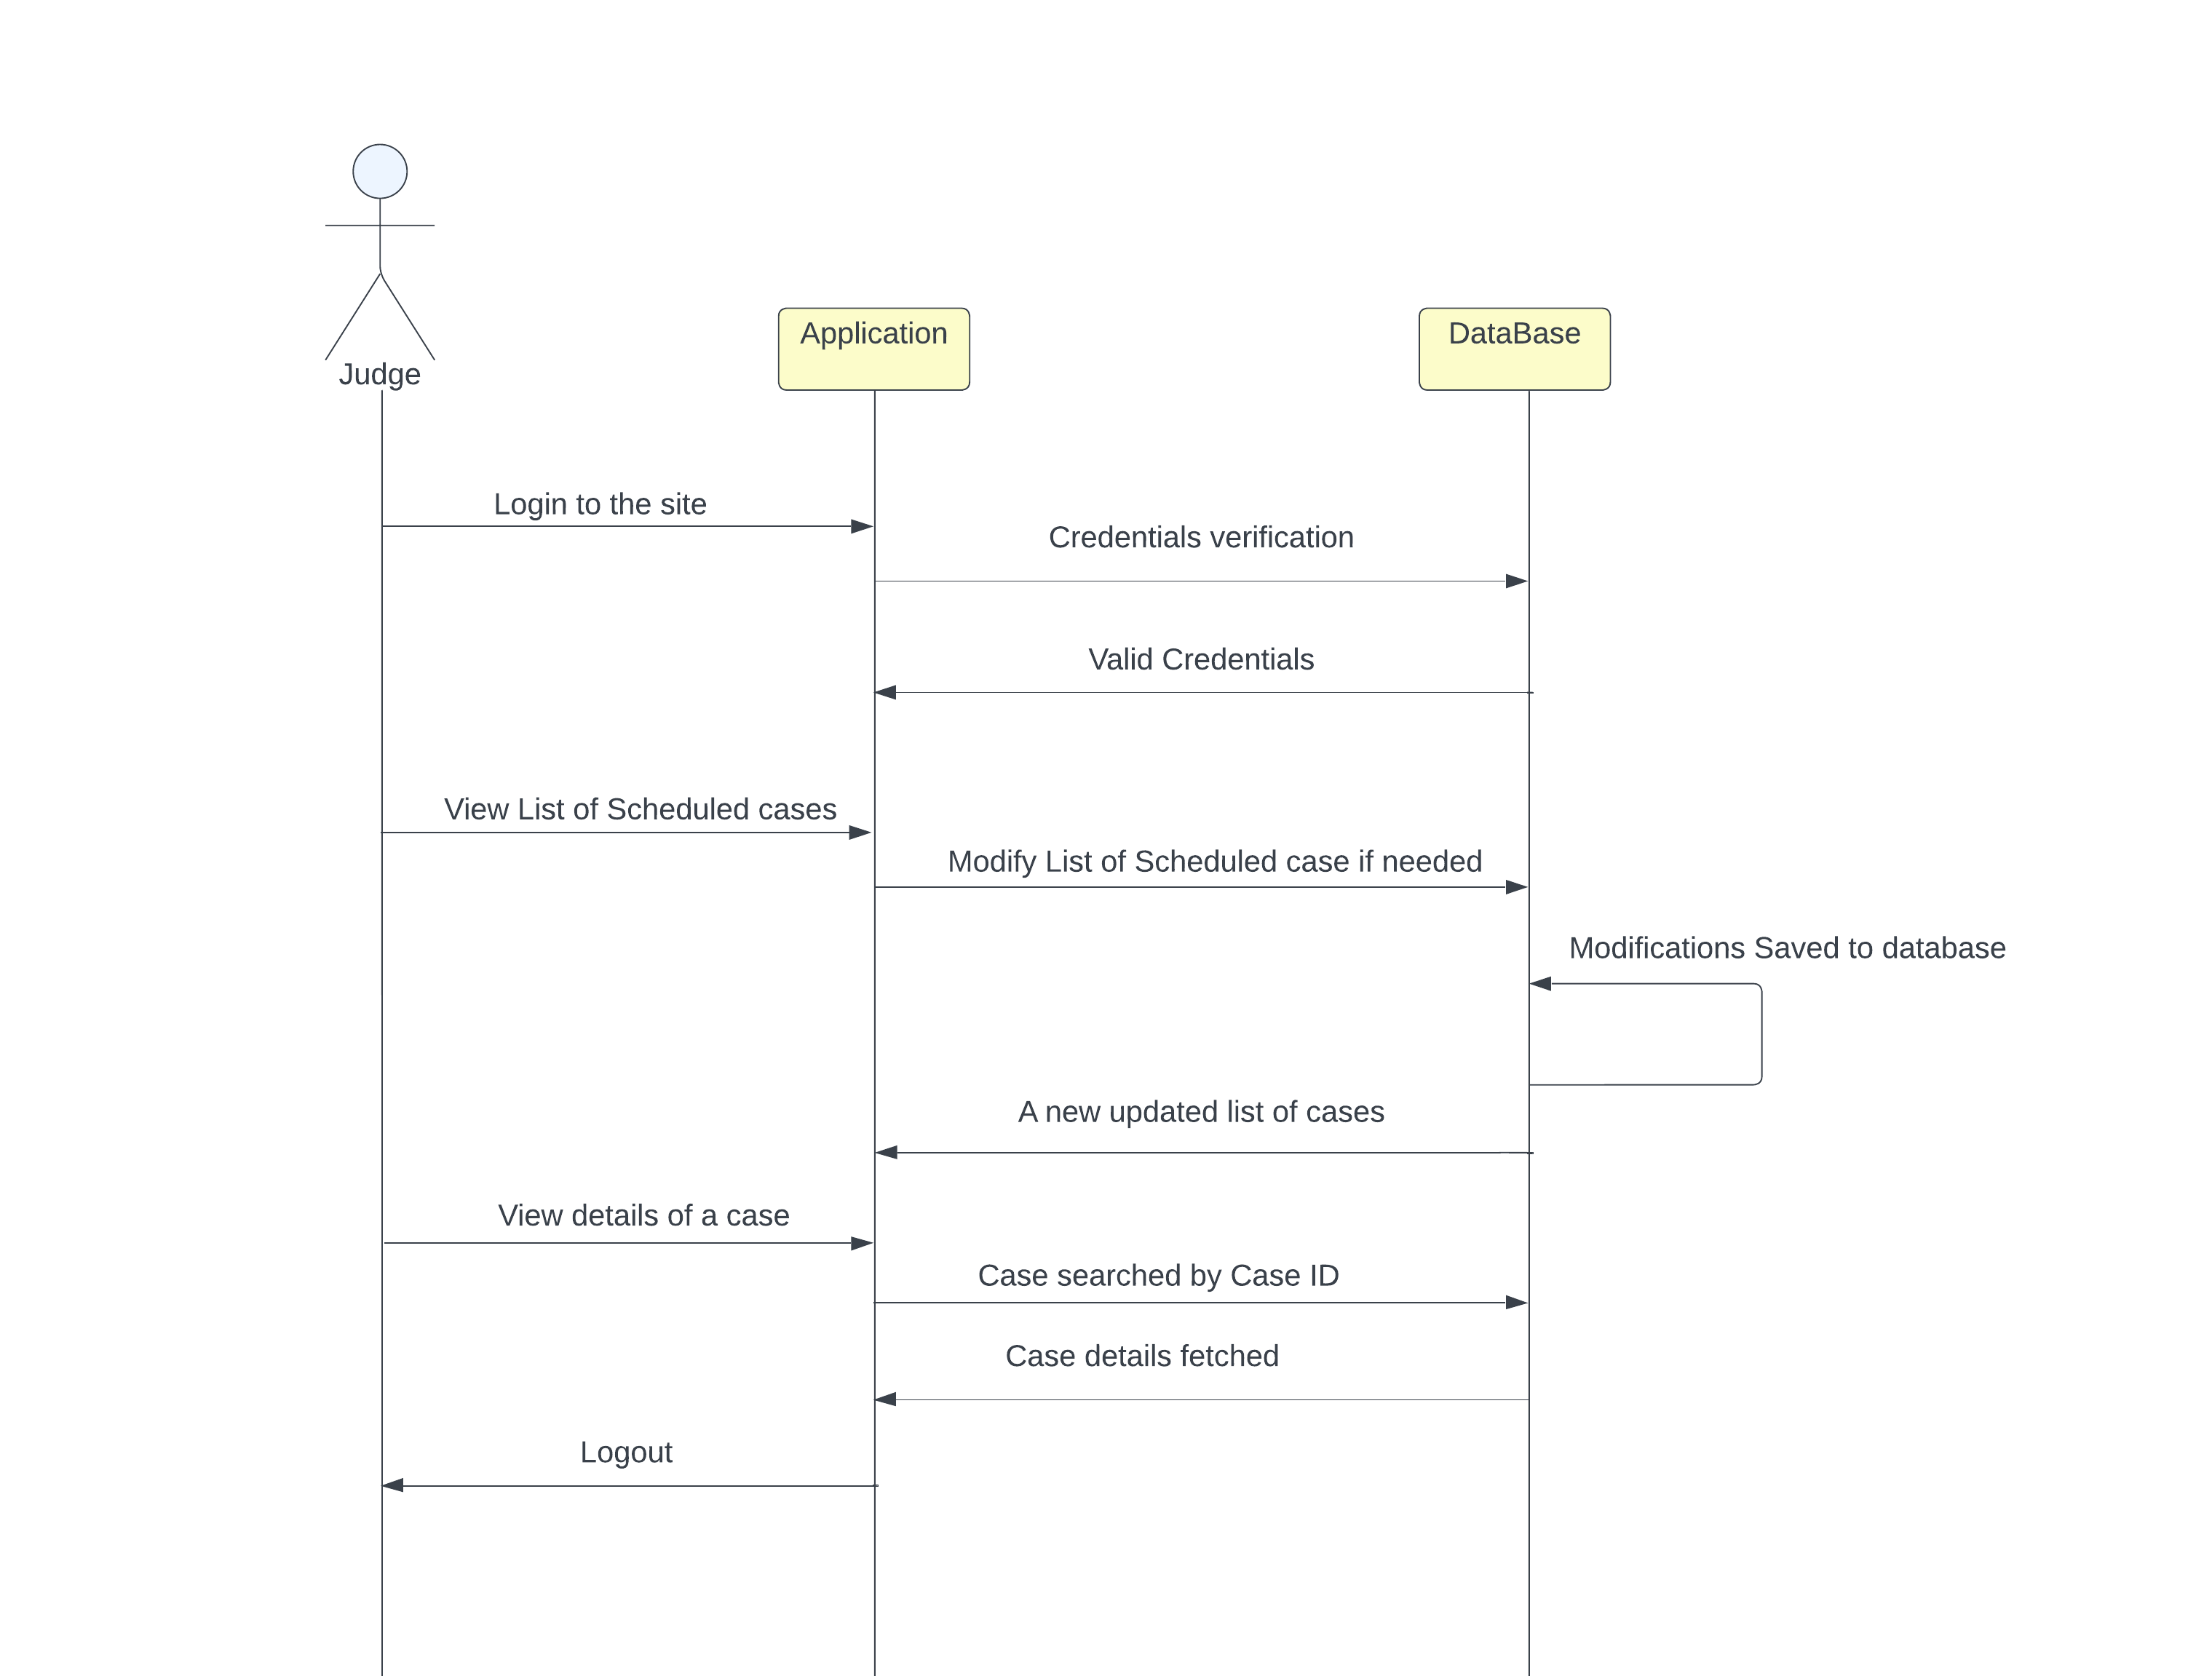 Judge
Application
DataBase
Login to the site
Credentials verification
Valid Credentials
View List of Scheduled cases
Modify List of Scheduled case if needed
Modifications Saved to database
A new updated list of cases
View details of a case
Case searched by Case ID
Case details fetched
Logout